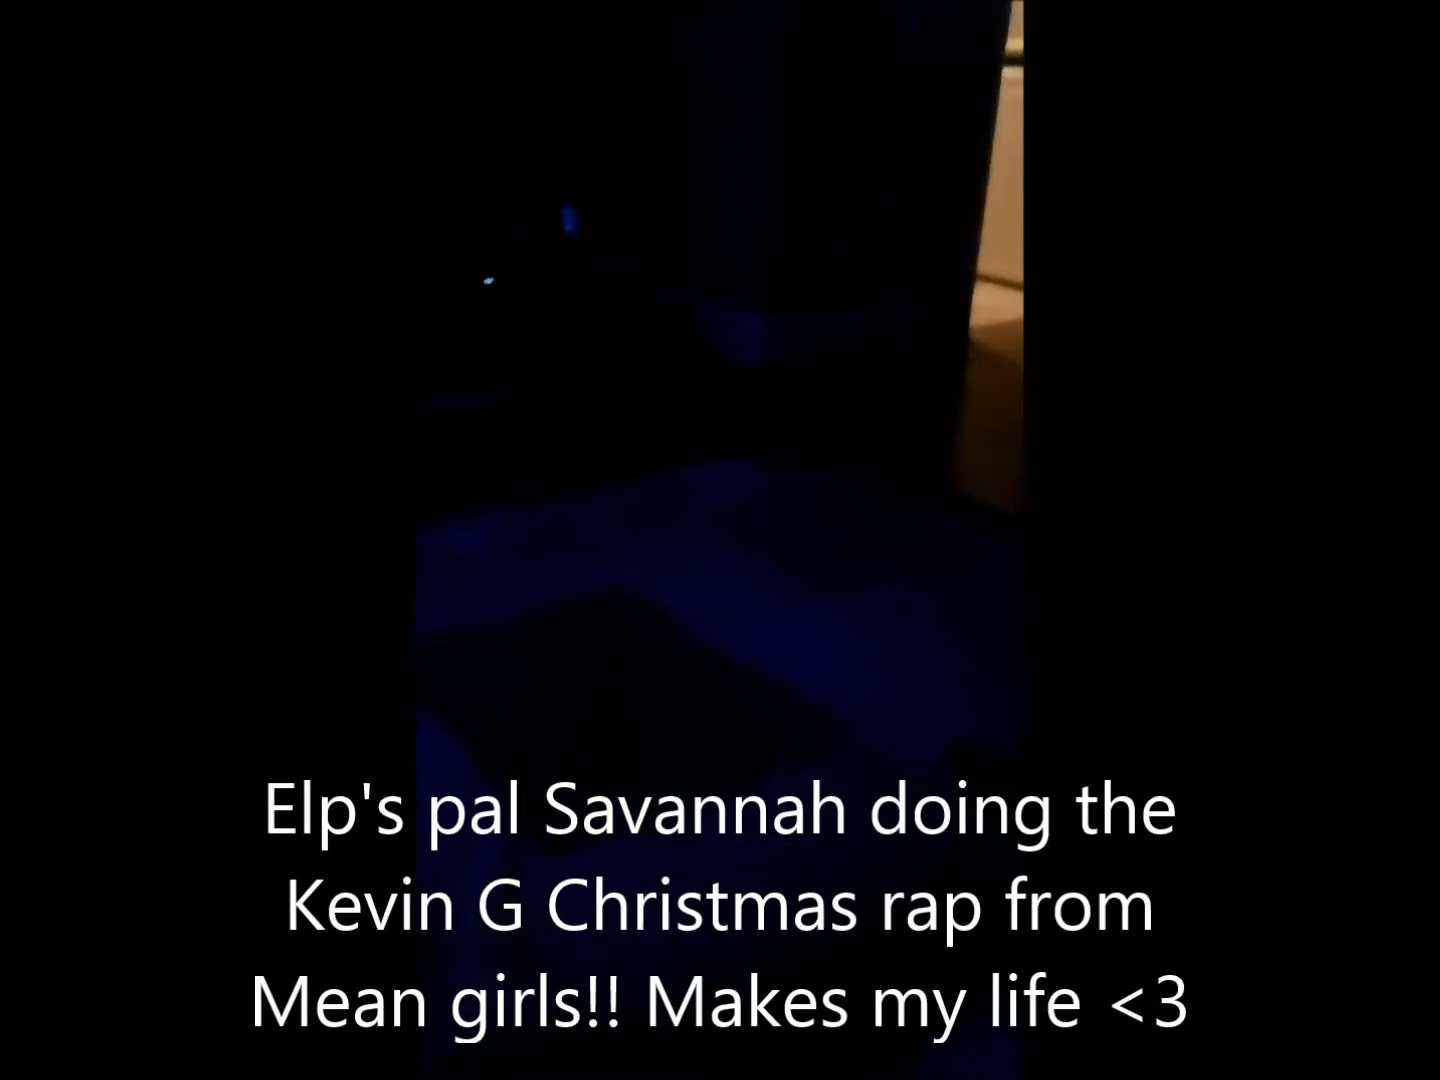 Elp's pal Savannah doing the
Kevin G Christmas rap from
Mean girls!! Makes my life <3